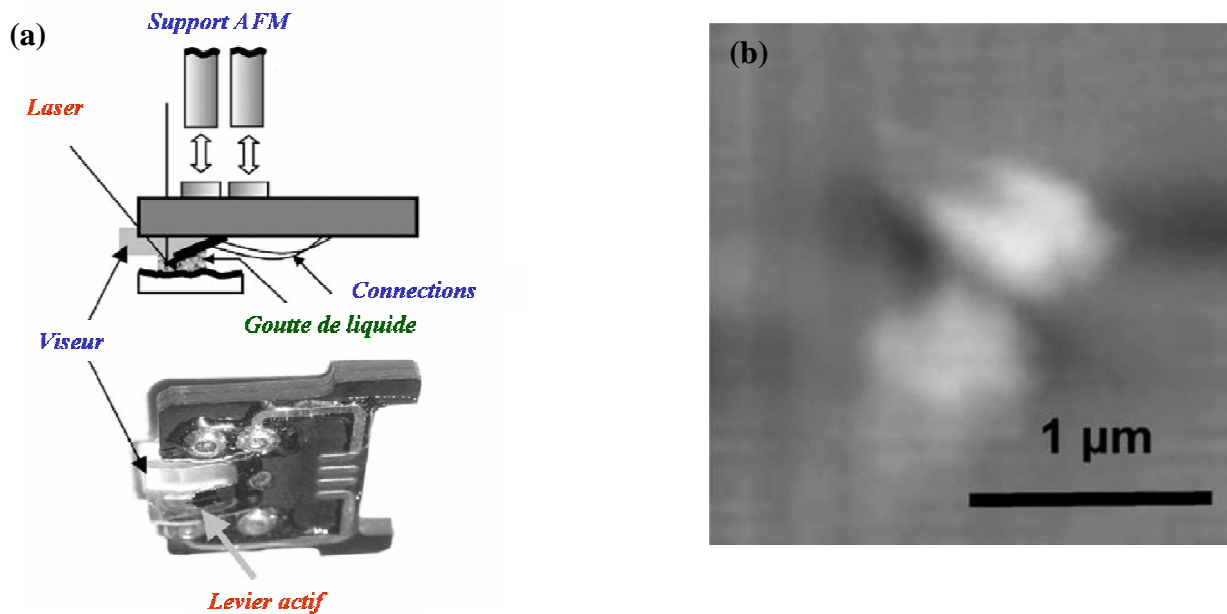 (a)
Support AFM
Laser
Connections
Goutte de liquide
Viseur
Levier actif
(b)
1 µm